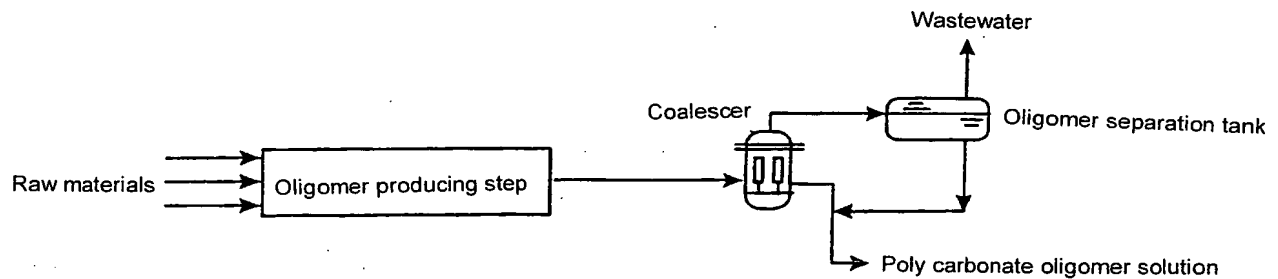 Wastewater
Coalescer
Oligomer separation tank
Raw materials
Oligomer producing step
Poly carbonate oligomer solution